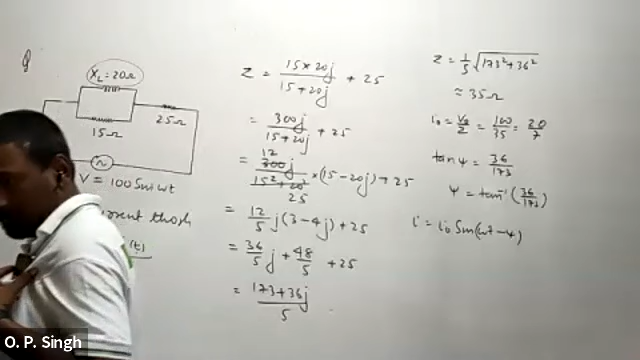 Q
X_L = 20Ω
25Ω
15Ω
V = 100 Sin ωt
(t)
Z = 15×20j / 15+20j + 25
= 300j / 15+20j + 25
= 12 300j / 15²+20² 25 × (15-20j) + 25
= 12/5 j (3-4j) + 25
= 36/5 j + 48/5 + 25
= 173+36j / 5
Z = 1/5 √173²+36²
≈ 35Ω
i₀ = V₀/Z = 100/35 = 20/7
tan ψ = 36/173
ψ = tan⁻¹ (36/173)
i = i₀ Sin(ωt - ψ)
O. P. Singh